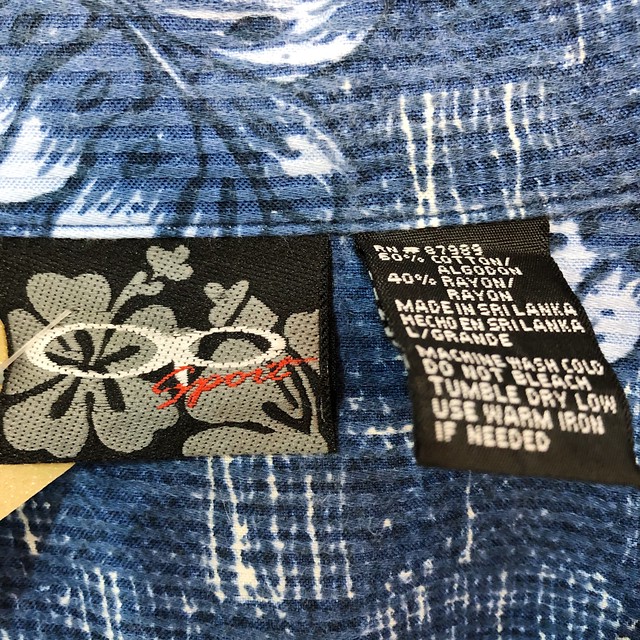 Sport
RN # 87989
60% COTTON/
ALGODON
40% RAYON/
RAYON
MADE IN SRI LANKA
HECHO EN SRI LANKA
L/GRANDE
MACHINE WASH COLD
DO NOT BLEACH
TUMBLE DRY LOW
USE WARM IRON
IF NEEDED